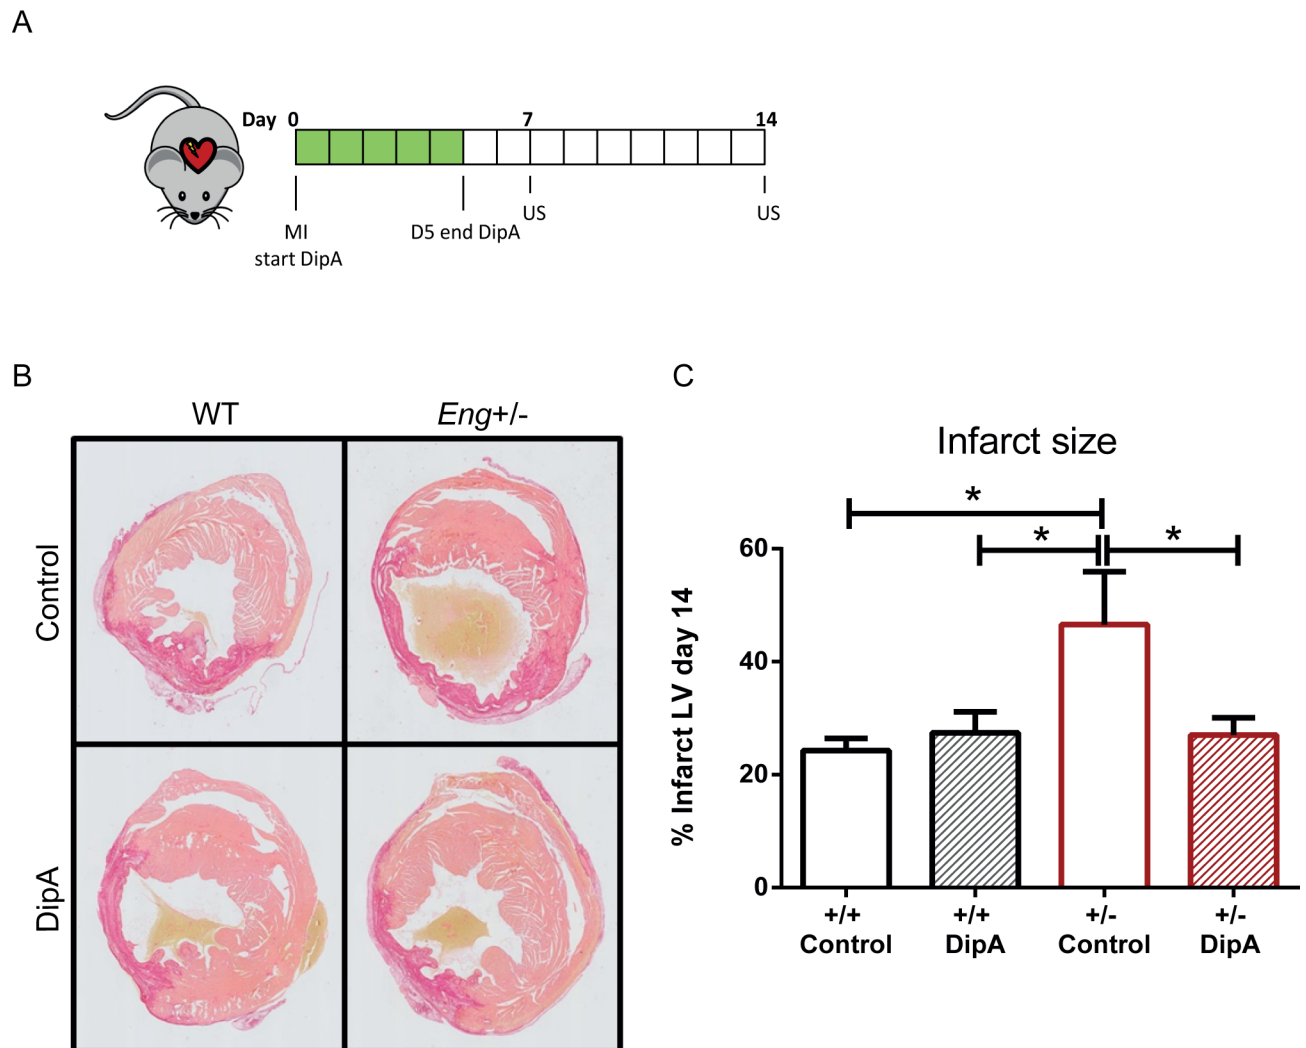 A
Day 0 7 14
US US
MI D5 end DipA
start DipA
B
WT Eng+/-
Control
DipA
C
Infarct size
*
* *
% Infarct LV day 14
60
40
20
0
+/+ +/+ +/- +/-
Control DipA Control DipA